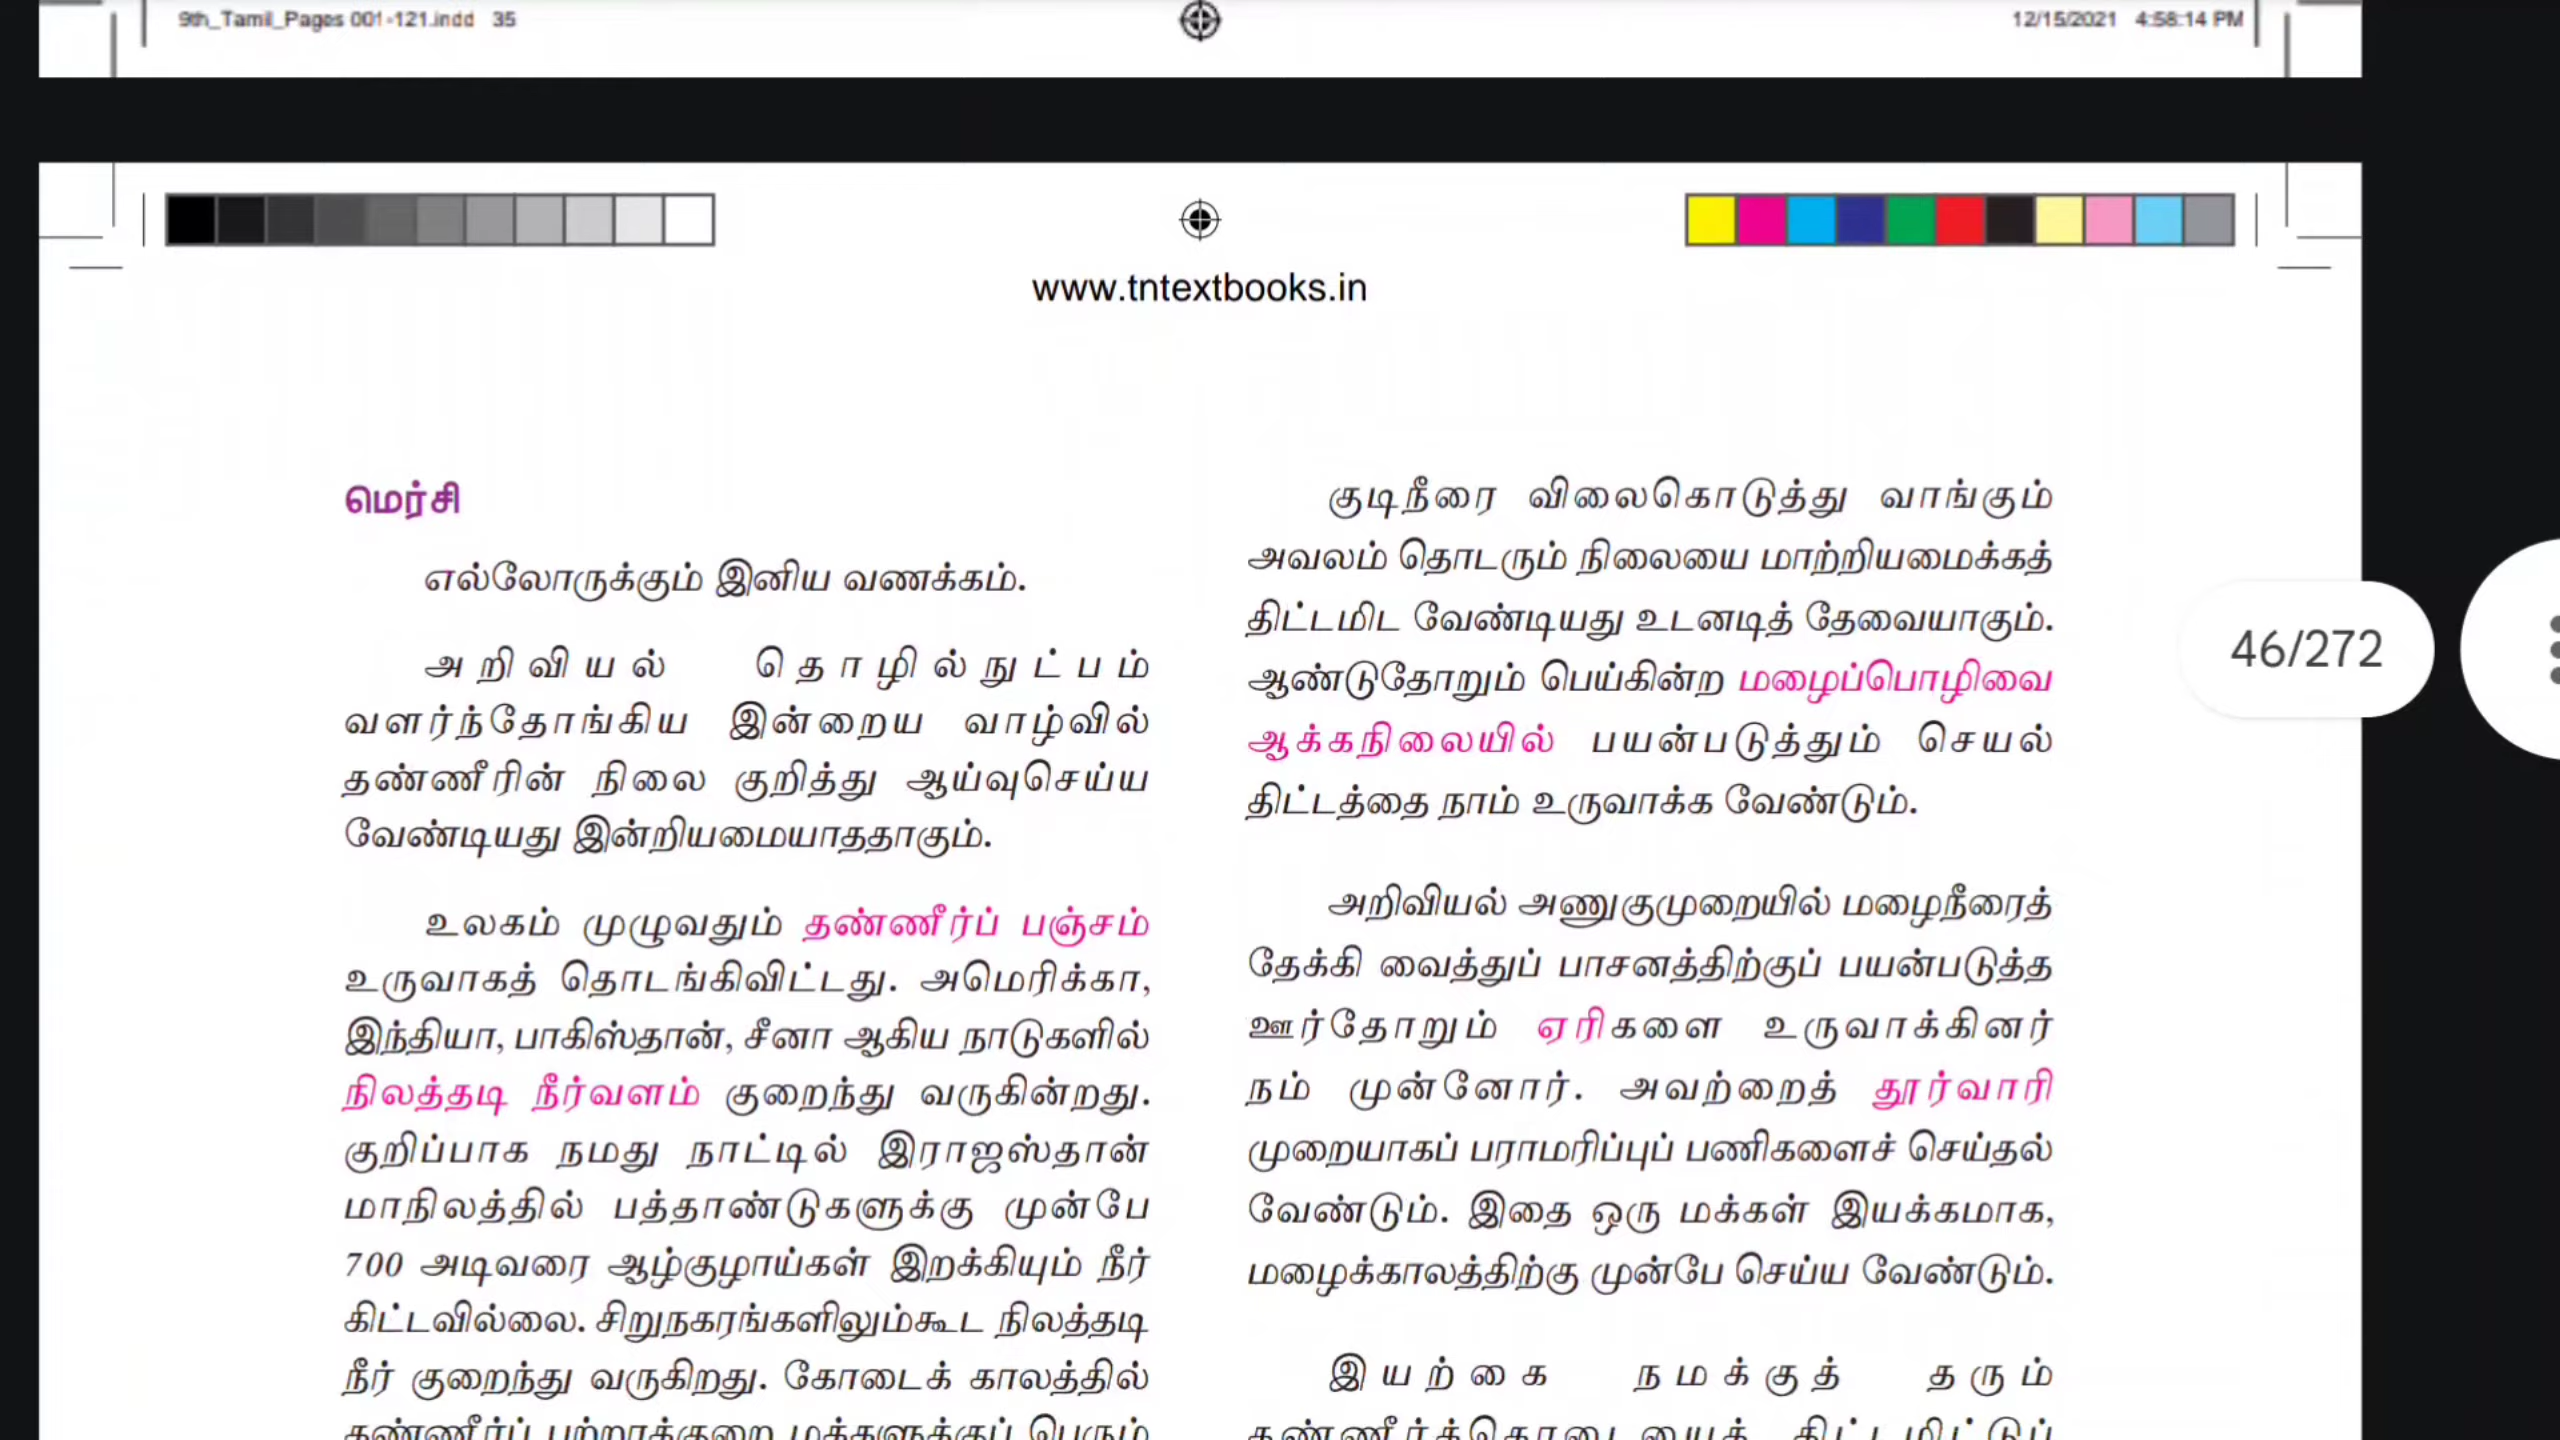 9th_Tamil_Pages 001-121.indd 35
12/15/2021 4:58:14 PM
www.tntextbooks.in
மெர்சி
எல்லோருக்கும் இனிய வணக்கம்.
அறிவியல் தொழில்நுட்பம்
வளர்ந்தோங்கிய இன்றைய வாழ்வில்
தண்ணீரின் நிலை குறித்து ஆய்வுசெய்ய
வேண்டியது இன்றியமையாததாகும்.
உலகம் முழுவதும் தண்ணீர்ப் பஞ்சம்
உருவாகத் தொடங்கிவிட்டது. அமெரிக்கா,
இந்தியா, பாகிஸ்தான், சீனா ஆகிய நாடுகளில்
நிலத்தடி நீர்வளம் குறைந்து வருகின்றது.
குறிப்பாக நமது நாட்டில் இராஜஸ்தான்
மாநிலத்தில் பத்தாண்டுகளுக்கு முன்பே
700 அடிவரை ஆழ்குழாய்கள் இறக்கியும் நீர்
கிட்டவில்லை. சிறுநகரங்களிலும்கூட நிலத்தடி
நீர் குறைந்து வருகிறது. கோடைக் காலத்தில்
தண்ணீர்ப் பற்றாக்குறை மக்களுக்குப் பெரும்
குடிநீரை விலைகொடுத்து வாங்கும்
அவலம் தொடரும் நிலையை மாற்றியமைக்கத்
திட்டமிட வேண்டியது உடனடித் தேவையாகும்.
ஆண்டுதோறும் பெய்கின்ற மழைப்பொழிவை
ஆக்கநிலையில் பயன்படுத்தும் செயல்
திட்டத்தை நாம் உருவாக்க வேண்டும்.
அறிவியல் அணுகுமுறையில் மழைநீரைத்
தேக்கி வைத்துப் பாசனத்திற்குப் பயன்படுத்த
ஊர்தோறும் ஏரிகளை உருவாக்கினர்
நம் முன்னோர். அவற்றைத் தூர்வாரி
முறையாகப் பராமரிப்புப் பணிகளைச் செய்தல்
வேண்டும். இதை ஒரு மக்கள் இயக்கமாக,
மழைக்காலத்திற்கு முன்பே செய்ய வேண்டும்.
இயற்கை நமக்குத் தரும்
தண்ணீர்க்கொடையைத் திட்டமிட்டுப்
46/272